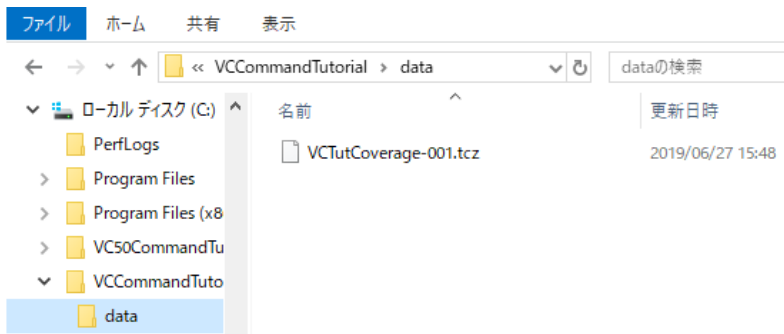 ファイル ホーム 共有 表示
« VCCommandTutorial > data dataの検索
ローカル ディスク (C:) 名前 更新日時
PerfLogs VCTutCoverage-001.tcz 2019/06/27 15:48
Program Files
Program Files (x8
VC50CommandTu
VCCommandTuto
data